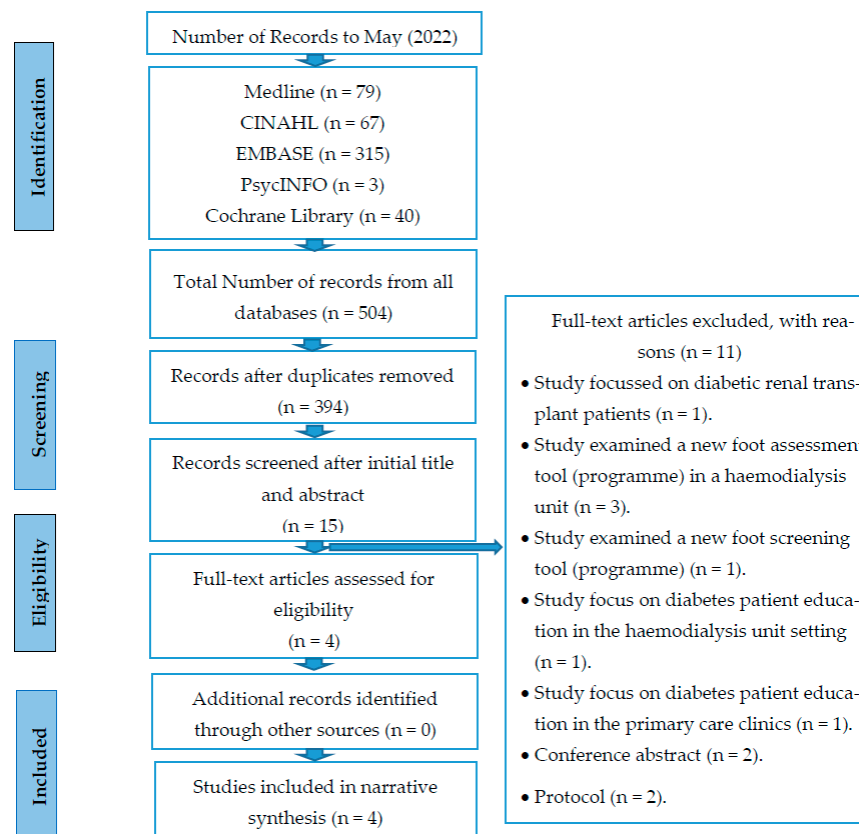 Number of Records to May (2022)
Identification
Medline (n = 79)
CINAHL (n = 67)
EMBASE (n = 315)
PsycINFO (n = 3)
Cochrane Library (n = 40)
Total Number of records from all
databases (n = 504)
Screening
Records after duplicates removed
(n = 394)
Records screened after initial title
and abstract
(n = 15)
Eligibility
Full-text articles assessed for
eligibility
(n = 4)
Included
Additional records identified
through other sources (n = 0)
Studies included in narrative
synthesis (n = 4)
Full-text articles excluded, with rea-
sons (n = 11)
• Study focussed on diabetic renal trans-
plant patients (n = 1).
• Study examined a new foot assessment
tool (programme) in a haemodialysis
unit (n = 3).
• Study examined a new foot screening
tool (programme) (n = 1).
• Study focus on diabetes patient educa-
tion in the haemodialysis unit setting
(n = 1).
• Study focus on diabetes patient educa-
tion in the primary care clinics (n = 1).
• Conference abstract (n = 2).
• Protocol (n = 2).